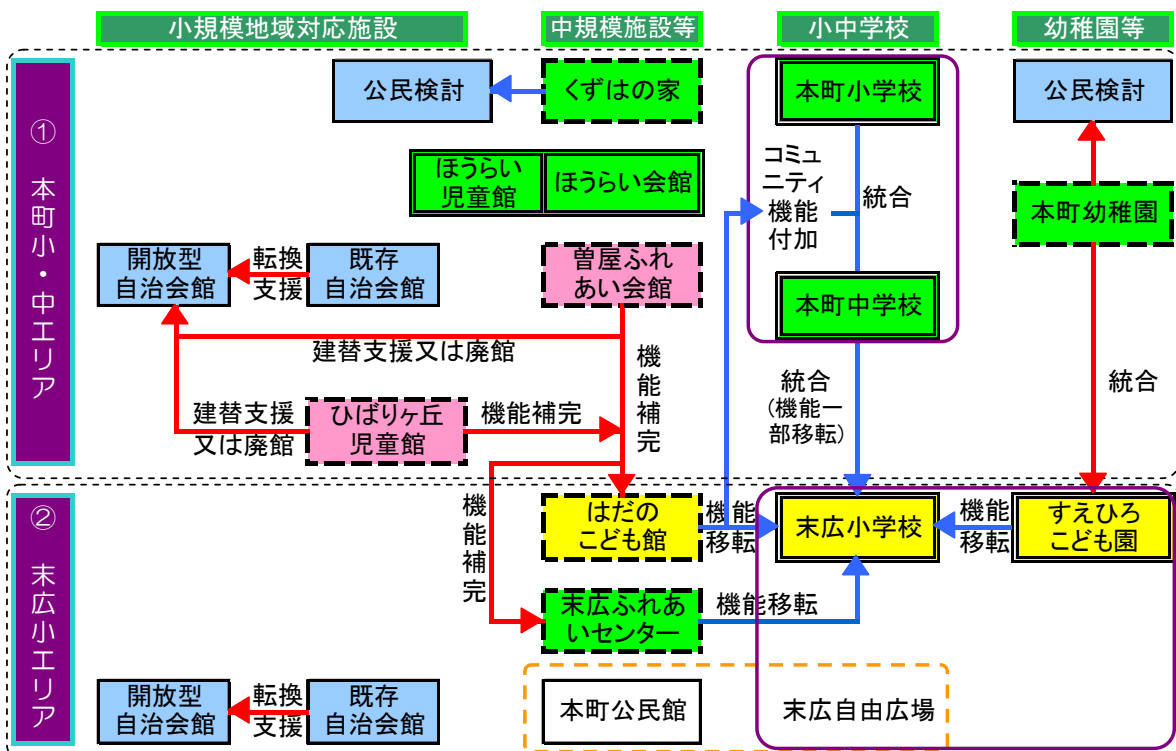 小規模地域対応施設
中規模施設等
小中学校
幼稚園等
① 本町小・中エリア
公民検討
くずはの家
本町小学校
公民検討
ほうらい
児童館
ほうらい会館
コミュ
ニティ
機能
付加
統合
本町幼稚園
開放型
自治会館
転換
支援
既存
自治会館
曽屋ふれ
あい会館
本町中学校
建替支援又は廃館
機能補完
統合
(機能一
部移転)
統合
建替支援
又は廃館
ひばりヶ丘
児童館
機能補完
② 末広小エリア
機能補完
はだの
こども館
機能
移転
末広小学校
機能
移転
すえひろ
こども園
末広ふれあ
いセンター
機能移転
開放型
自治会館
転換
支援
既存
自治会館
本町公民館
末広自由広場